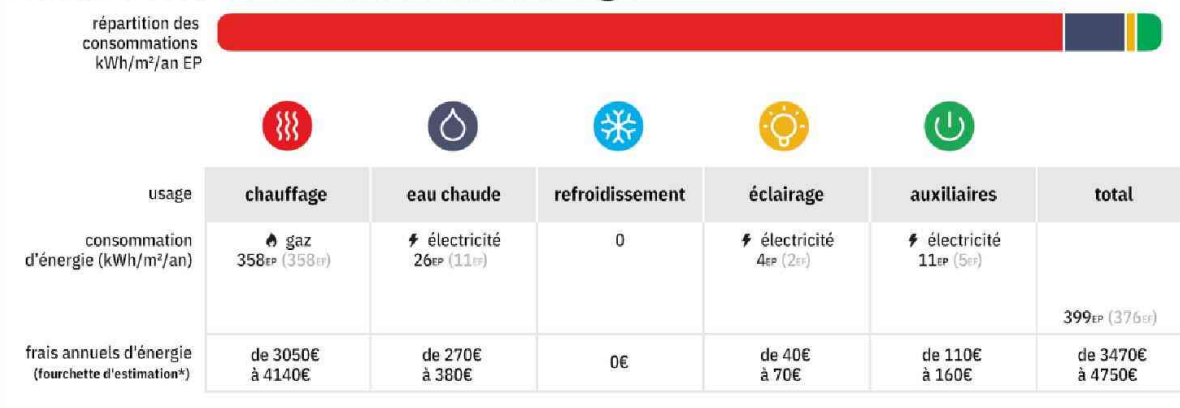 répartition des
consommations
kWh/m²/an EP
usage chauffage eau chaude refroidissement éclairage auxiliaires total
consommation
d'énergie (kWh/m²/an)
gaz électricité 0 électricité électricité
358EP (358EF) 26EP (11EF) 4EP (2EF) 11EP (5EF)
399EP (376EF)
frais annuels d'énergie
(fourchette d'estimation*)
de 3050€ de 270€ 0€ de 40€ de 110€ de 3470€
à 4140€ à 380€ à 70€ à 160€ à 4750€